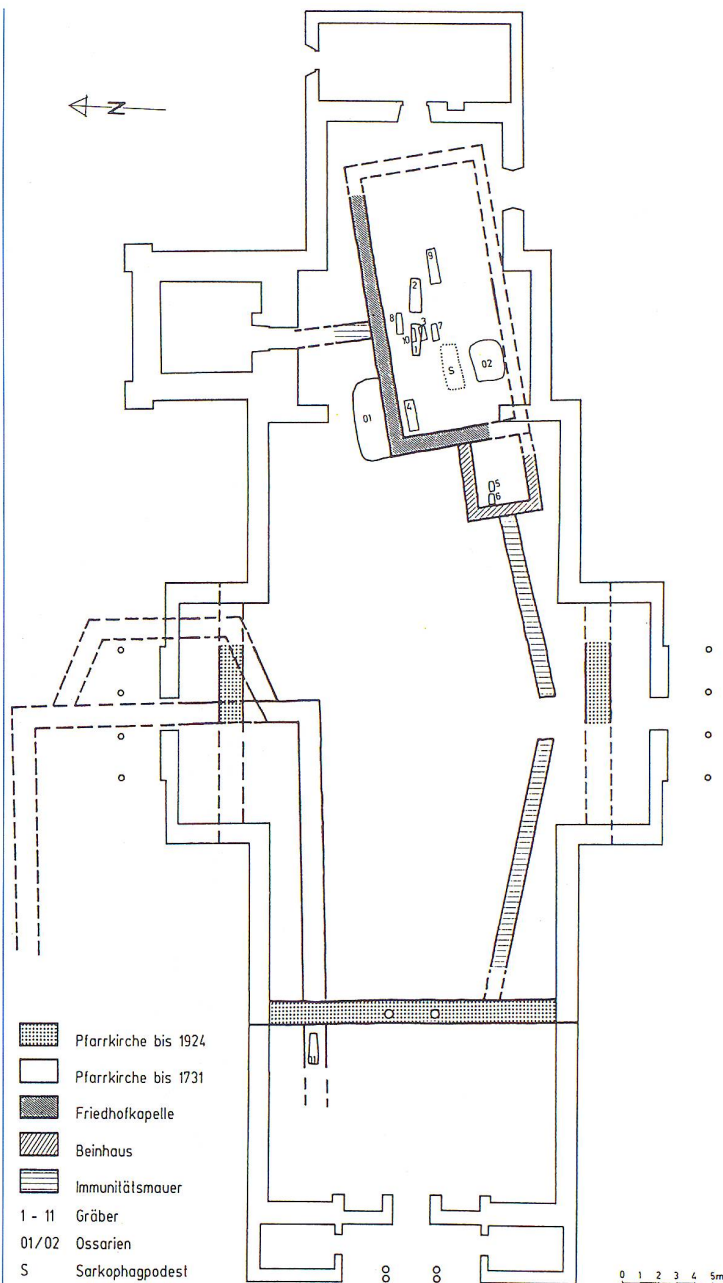 N
9
2
8
3
7
10
1
S
02
4
01
5
6
11
Pfarrkirche bis 1924
Pfarrkirche bis 1731
Friedhofkapelle
Beinhaus
Immunitätsmauer
1 - 11 Gräber
01/02 Ossarien
S Sarkophagpodest
0 1 2 3 4 5m